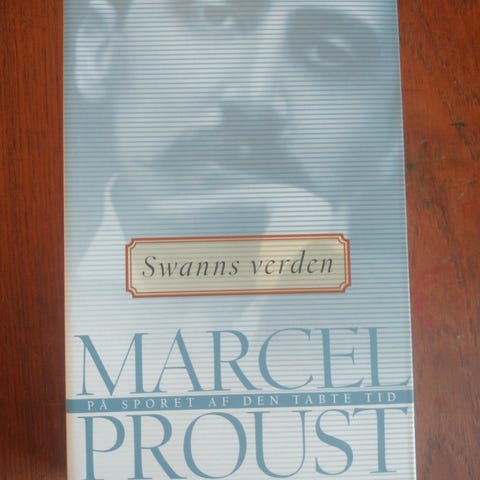 Swanns verden
MARCEL
PÅ SPORET AF DEN TABTE TID
PROUST